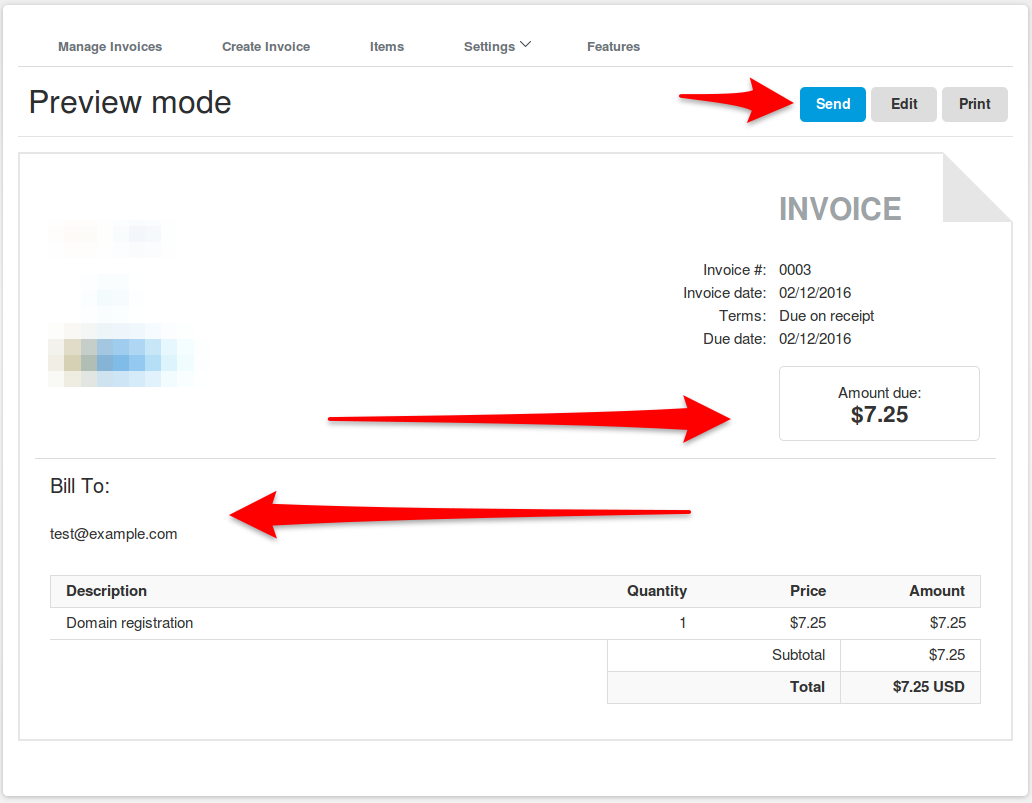 Manage Invoices Create Invoice Items Settings Features
Preview mode
Send Edit Print
INVOICE
Invoice #: 0003
Invoice date: 02/12/2016
Terms: Due on receipt
Due date: 02/12/2016
Amount due:
$7.25
Bill To:
test@example.com
Description Quantity Price Amount
Domain registration 1 $7.25 $7.25
Subtotal $7.25
Total $7.25 USD